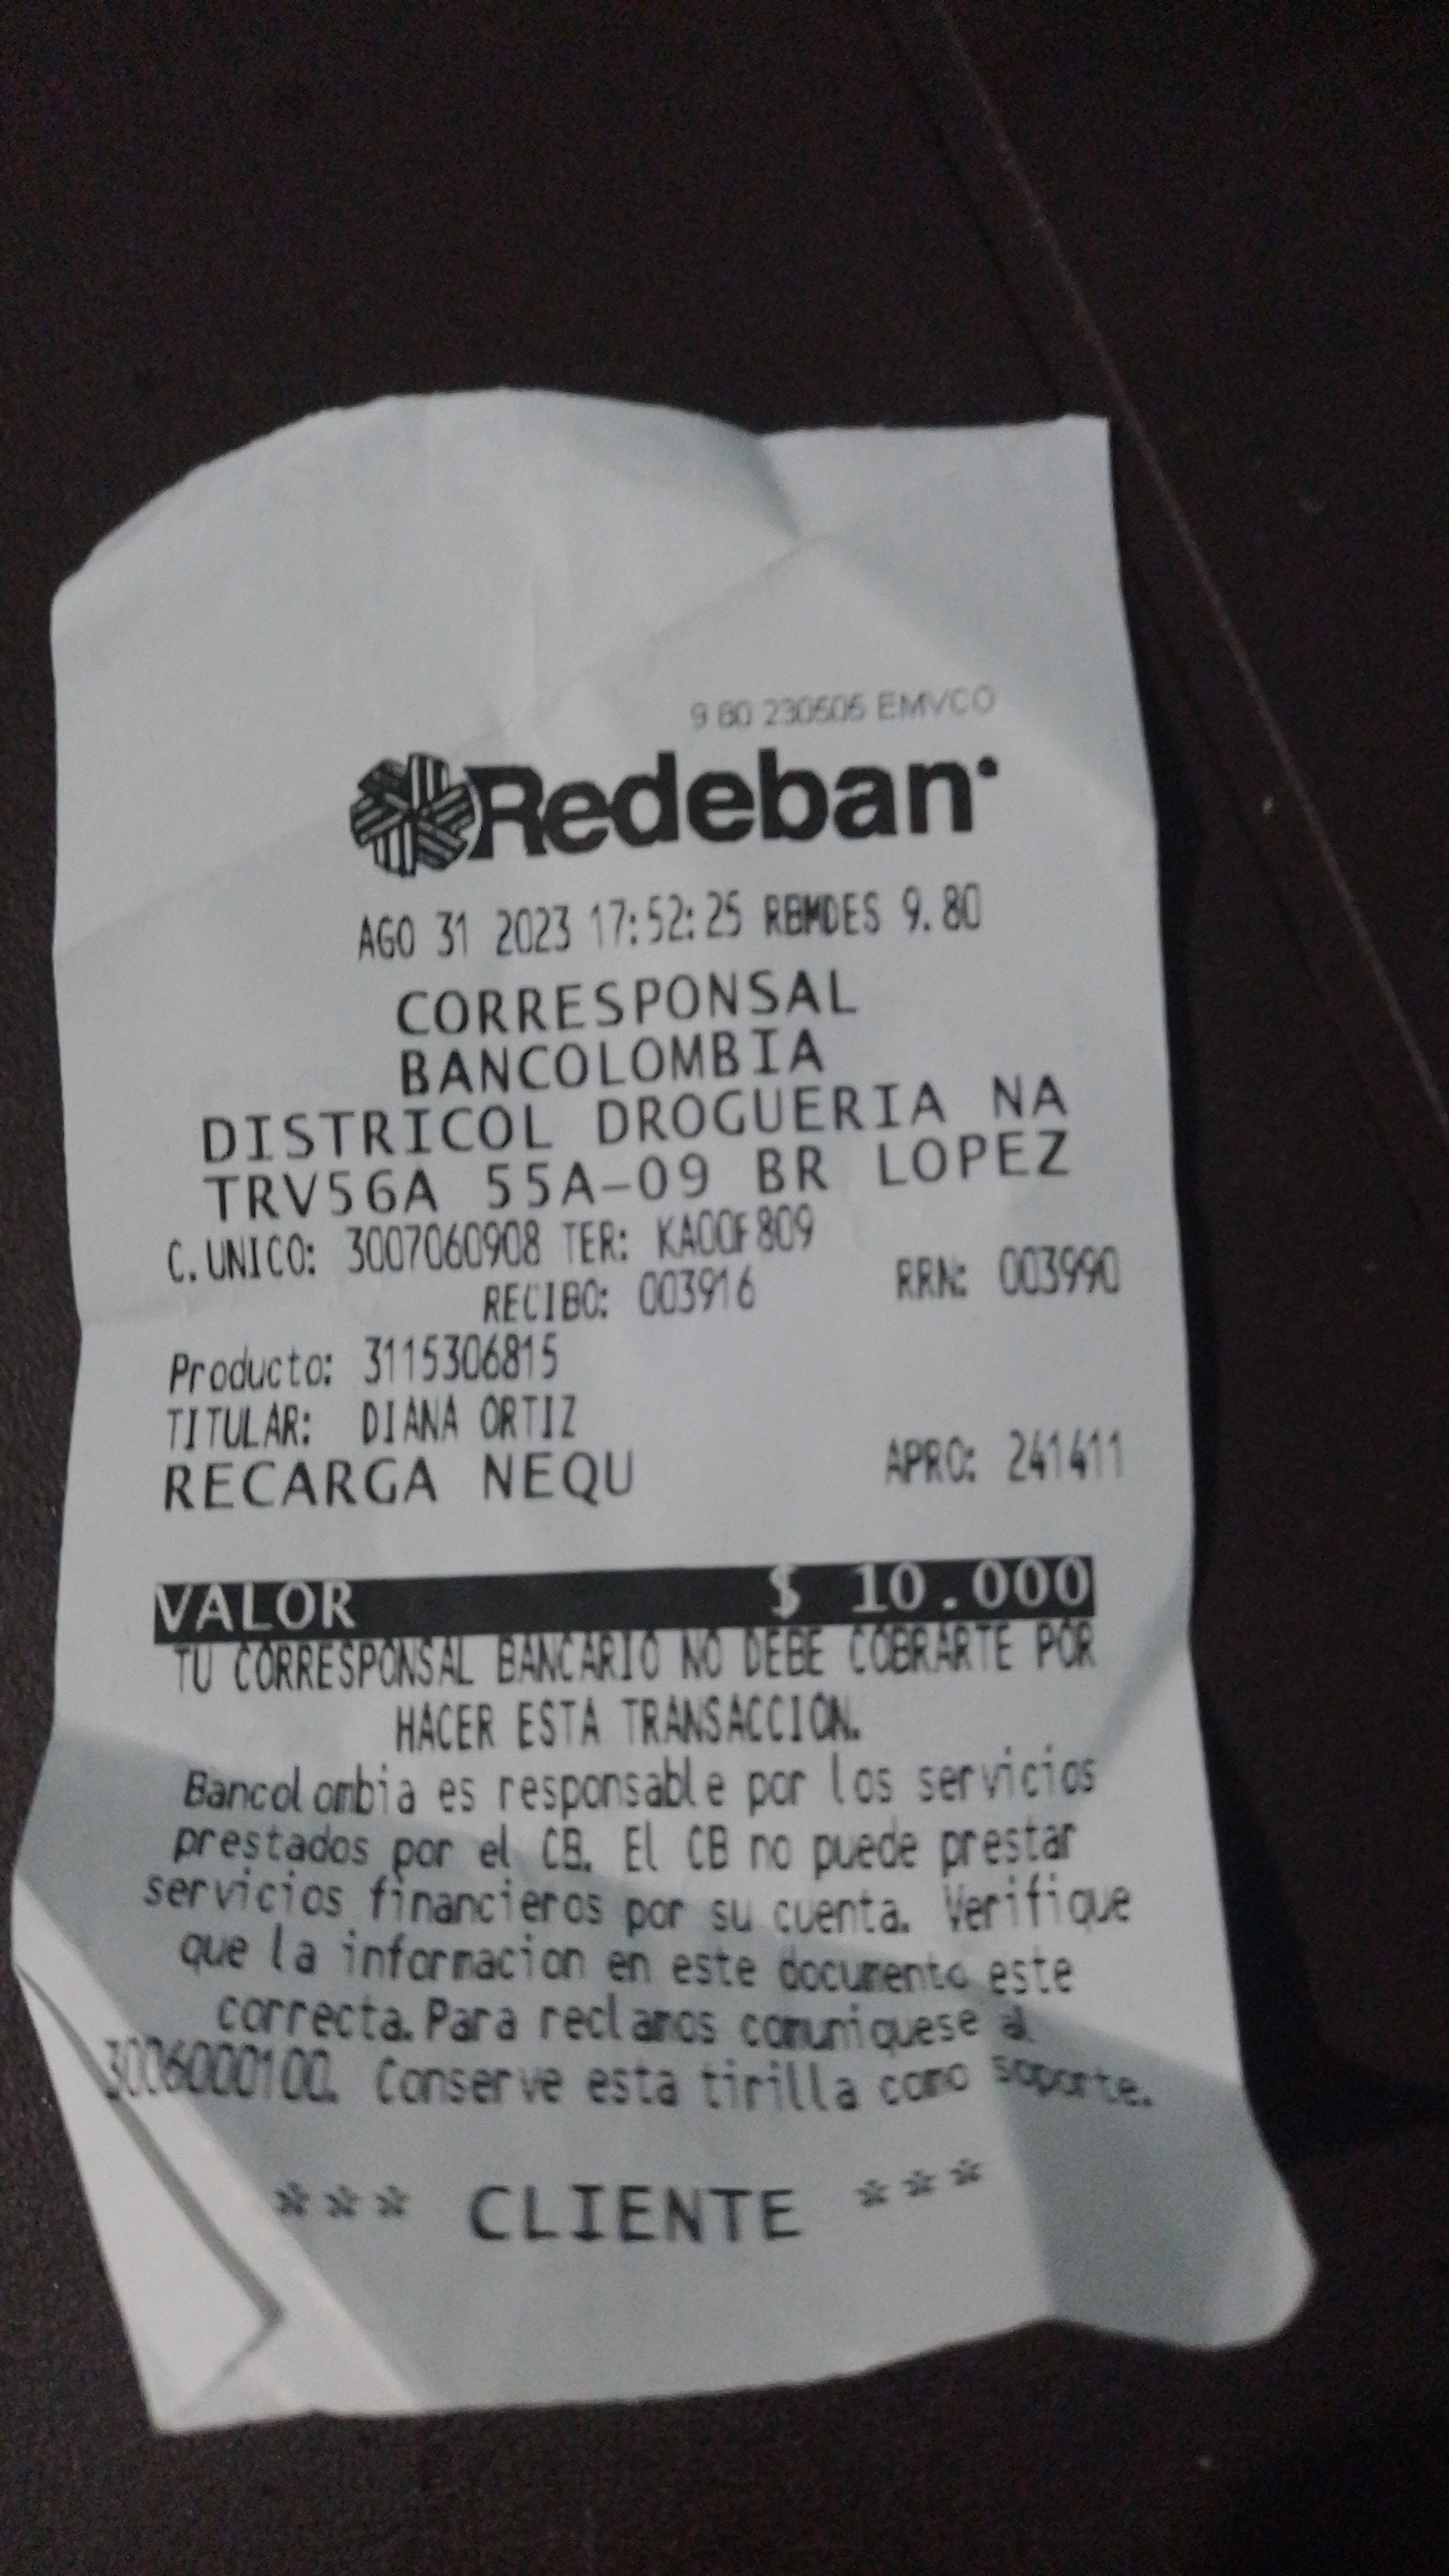 9 80 230505 EMVCO
Redeban
AGO 31 2023 17:52:25 RBMDES 9.80
CORRESPONSAL
BANCOLOMBIA
DISTRICOL DROGUERIA NA
TRV56A 55A-09 BR LOPEZ
C.UNICO: 3007060908 TER: KA00F809
RECIBO: 003916 RRN: 003990
Producto: 3115306815
TITULAR: DIANA ORTIZ
RECARGA NEQU APRO: 241411
VALOR $ 10.000
TU CORRESPONSAL BANCARIO NO DEBE COBRARTE POR
HACER ESTA TRANSACCION.
Bancolombia es responsable por los servicios
prestados por el CB. El CB no puede prestar
servicios financieros por su cuenta. Verifique
que la informacion en este documento este
correcta. Para reclamos comuniquese al
3006000100. Conserve esta tirilla como soporte.
*** CLIENTE ***